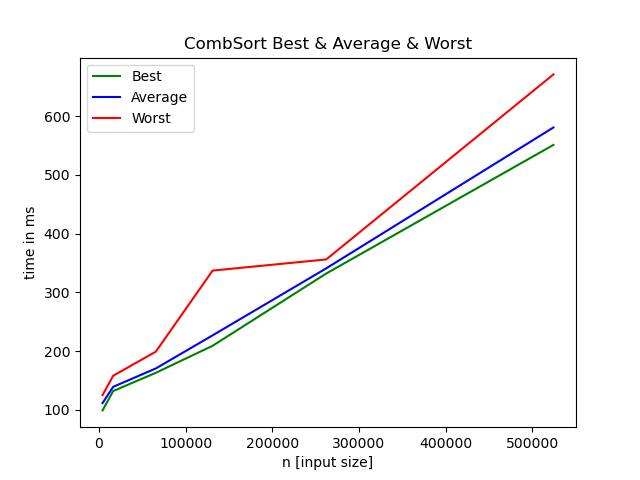 CombSort Best & Average & Worst
Best
Average
Worst
600
500
400
300
200
100
time in ms
0 100000 200000 300000 400000 500000
n [input size]